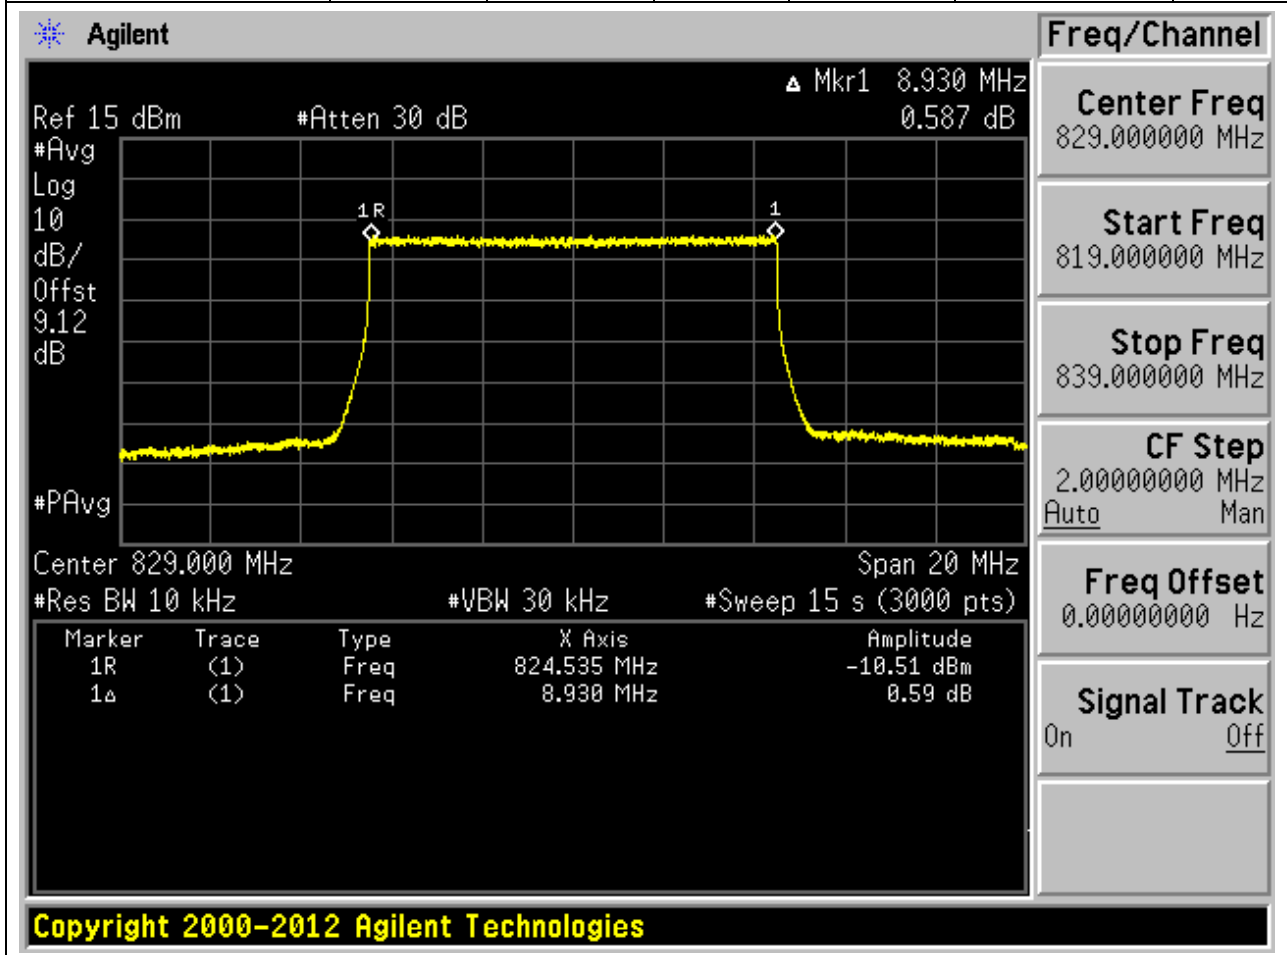 Agilent
Freq/Channel
Δ Mkr1 8.930 MHz
Ref 15 dBm #Atten 30 dB 0.587 dB
#Avg
Log
10
dB/
Offst
9.12
dB
1R
1
#PAvg
Center 829.000 MHz Span 20 MHz
#Res BW 10 kHz #VBW 30 kHz #Sweep 15 s (3000 pts)
Marker Trace Type X Axis Amplitude
1R (1) Freq 824.535 MHz -10.51 dBm
1Δ (1) Freq 8.930 MHz 0.59 dB
Center Freq
829.000000 MHz
Start Freq
819.000000 MHz
Stop Freq
839.000000 MHz
CF Step
2.00000000 MHz
Auto Man
Freq Offset
0.00000000 Hz
Signal Track
On Off
Copyright 2000-2012 Agilent Technologies